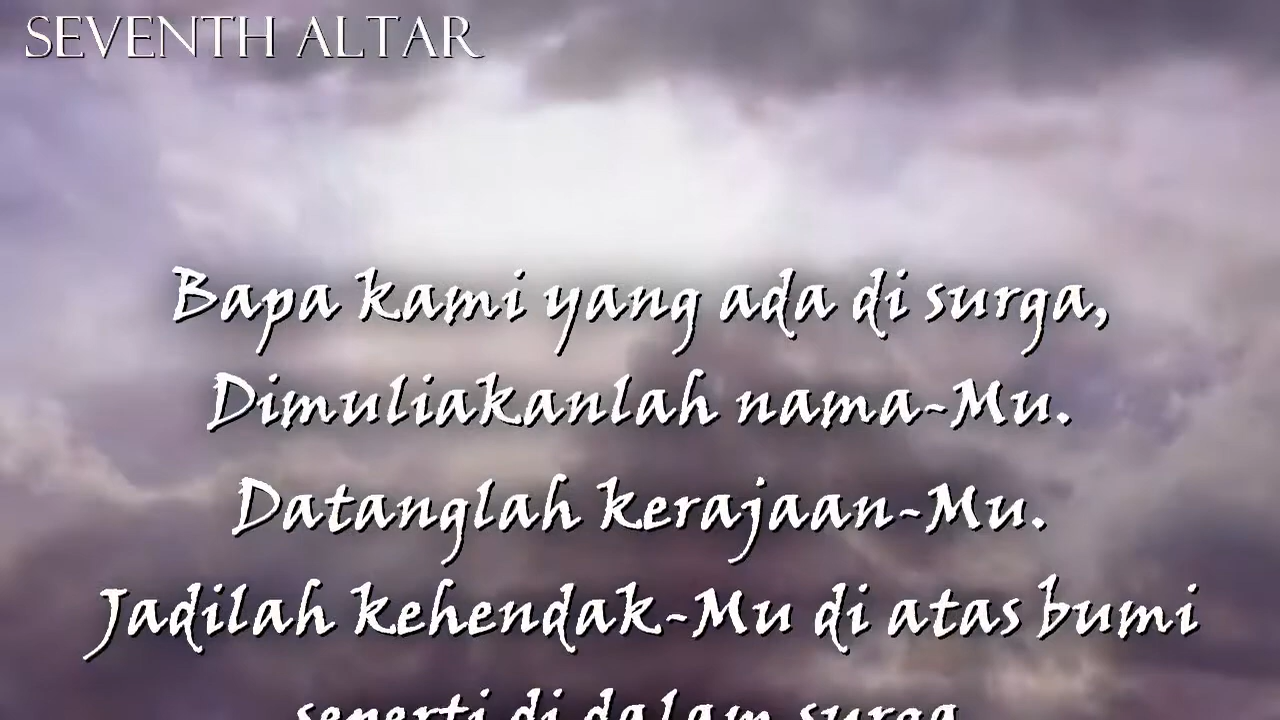 SEVENTH ALTAR
Bapa kami yang ada di surga,
Dimuliakanlah nama-Mu.
Datanglah kerajaan-Mu.
Jadilah kehendak-Mu di atas bumi
seperti di dalam surga